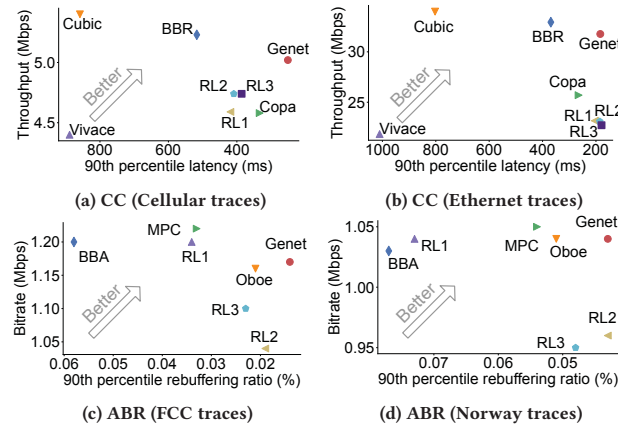 Throughput (Mbps)
5.0
4.5
Cubic
BBR
Genet
RL2
RL3
RL1
Copa
Vivace
Better
800
600
400
90th percentile latency (ms)
(a) CC (Cellular traces)
Throughput (Mbps)
30
25
Cubic
BBR
Genet
Copa
RL1
RL2
RL3
Vivace
Better
1000
800
600
400
200
90th percentile latency (ms)
(b) CC (Ethernet traces)
Bitrate (Mbps)
1.20
1.15
1.10
1.05
BBA
MPC
RL1
Genet
Oboe
RL3
RL2
Better
0.06
0.05
0.04
0.03
0.02
90th percentile rebuffering ratio (%)
(c) ABR (FCC traces)
Bitrate (Mbps)
1.05
1.00
0.95
RL1
BBA
MPC
Oboe
Genet
RL2
RL3
Better
0.07
0.06
0.05
90th percentile rebuffering ratio (%)
(d) ABR (Norway traces)